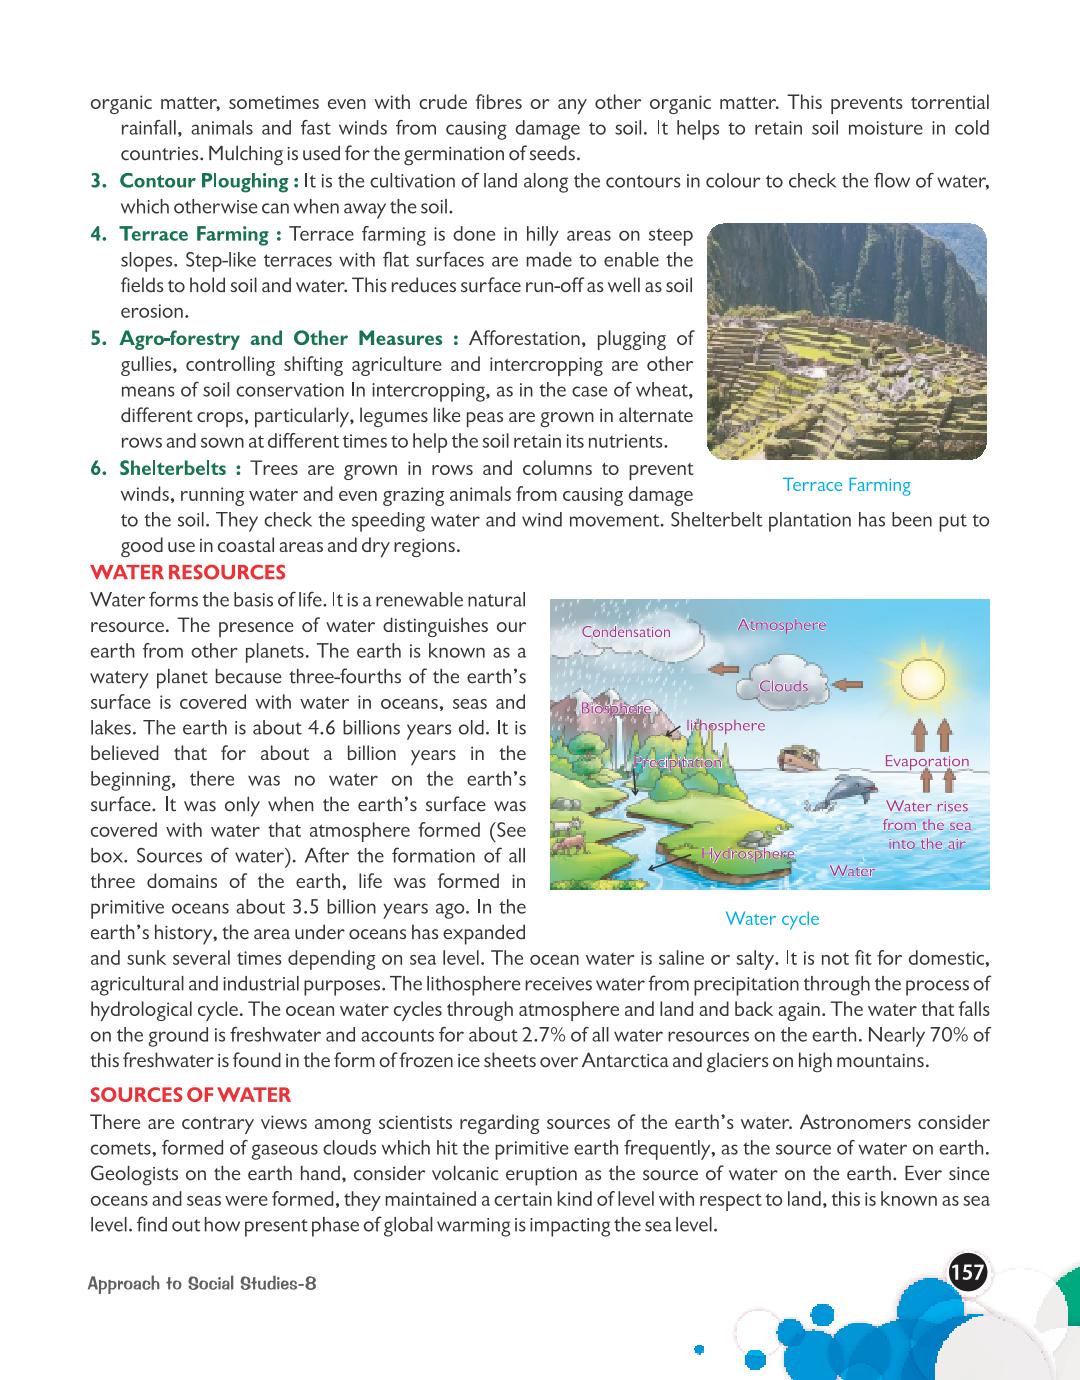 organic matter, sometimes even with crude fibres or any other organic matter. This prevents torrential
rainfall, animals and fast winds from causing damage to soil. It helps to retain soil moisture in cold
countries. Mulching is used for the germination of seeds.
3. Contour Ploughing : It is the cultivation of land along the contours in colour to check the flow of water,
which otherwise can when away the soil.
4. Terrace Farming : Terrace farming is done in hilly areas on steep
slopes. Step-like terraces with flat surfaces are made to enable the
fields to hold soil and water. This reduces surface run-off as well as soil
erosion.
5. Agro-forestry and Other Measures : Afforestation, plugging of
gullies, controlling shifting agriculture and intercropping are other
means of soil conservation In intercropping, as in the case of wheat,
different crops, particularly, legumes like peas are grown in alternate
rows and sown at different times to help the soil retain its nutrients.
6. Shelterbelts : Trees are grown in rows and columns to prevent
winds, running water and even grazing animals from causing damage
to the soil. They check the speeding water and wind movement. Shelterbelt plantation has been put to
good use in coastal areas and dry regions.
Terrace Farming
WATER RESOURCES
Water forms the basis of life. It is a renewable natural
resource. The presence of water distinguishes our
earth from other planets. The earth is known as a
watery planet because three-fourths of the earth's
surface is covered with water in oceans, seas and
lakes. The earth is about 4.6 billions years old. It is
believed that for about a billion years in the
beginning, there was no water on the earth's
surface. It was only when the earth's surface was
covered with water that atmosphere formed (See
box. Sources of water). After the formation of all
three domains of the earth, life was formed in
primitive oceans about 3.5 billion years ago. In the
earth's history, the area under oceans has expanded
and sunk several times depending on sea level. The ocean water is saline or salty. It is not fit for domestic,
agricultural and industrial purposes. The lithosphere receives water from precipitation through the process of
hydrological cycle. The ocean water cycles through atmosphere and land and back again. The water that falls
on the ground is freshwater and accounts for about 2.7% of all water resources on the earth. Nearly 70% of
this freshwater is found in the form of frozen ice sheets over Antarctica and glaciers on high mountains.
Condensation
Atmosphere
Clouds
Biosphere
lithosphere
Precipitation
Evaporation
Water rises
from the sea
into the air
Hydrosphere
Water
Water cycle
SOURCES OF WATER
There are contrary views among scientists regarding sources of the earth's water. Astronomers consider
comets, formed of gaseous clouds which hit the primitive earth frequently, as the source of water on earth.
Geologists on the earth hand, consider volcanic eruption as the source of water on the earth. Ever since
oceans and seas were formed, they maintained a certain kind of level with respect to land, this is known as sea
level. find out how present phase of global warming is impacting the sea level.
Approach to Social Studies-8
157